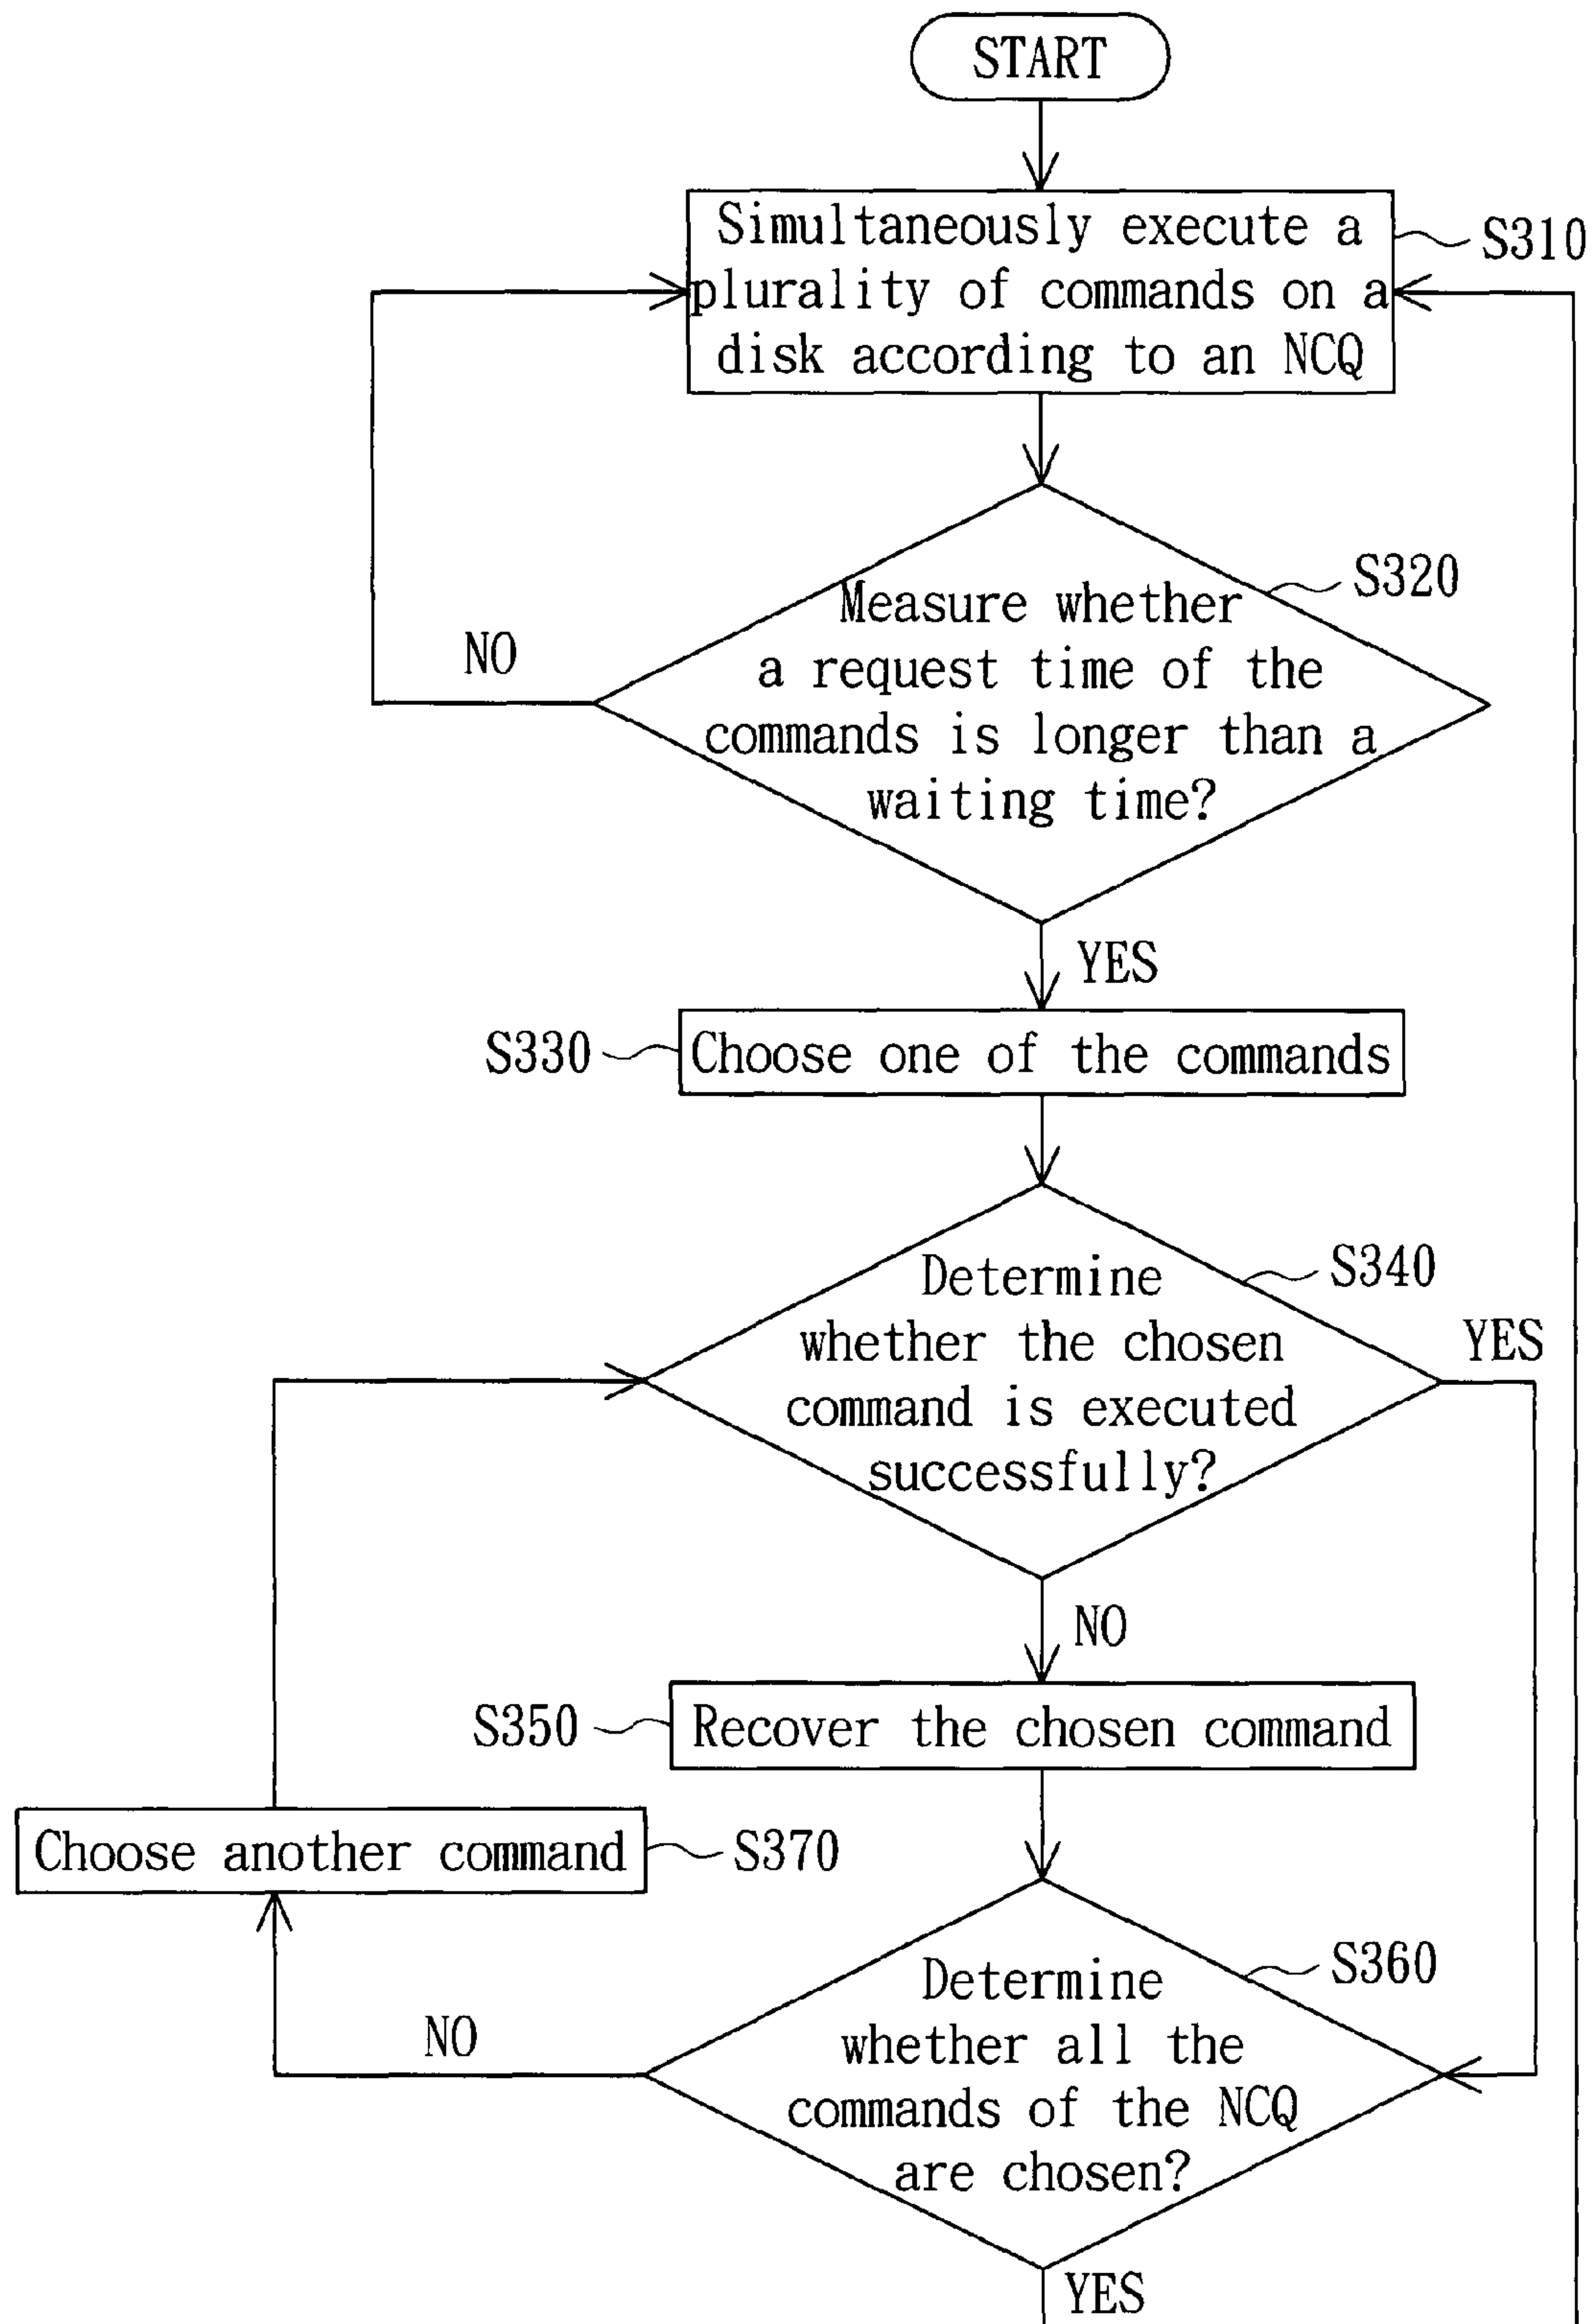 START
Simultaneously execute a
plurality of commands on a
disk according to an NCQ
S310
S320
Measure whether
a request time of the
commands is longer than a
waiting time?
NO
YES
S330
Choose one of the commands
S340
Determine
whether the chosen
command is executed
successfully?
YES
NO
S350
Recover the chosen command
Choose another command
S370
S360
Determine
whether all the
commands of the NCQ
are chosen?
NO
YES